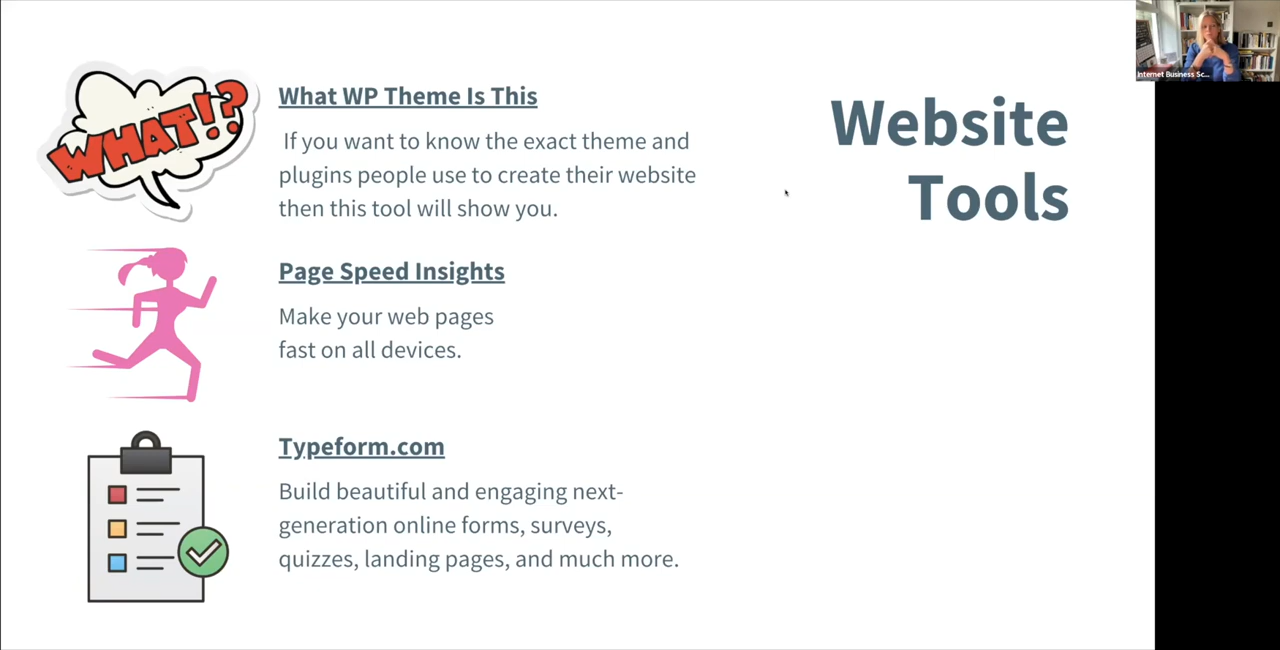 WHAT!?
What WP Theme Is This
If you want to know the exact theme and
plugins people use to create their website
then this tool will show you.
Page Speed Insights
Make your web pages
fast on all devices.
Typeform.com
Build beautiful and engaging next-
generation online forms, surveys,
quizzes, landing pages, and much more.
Website
Tools
Internet Business Sc...